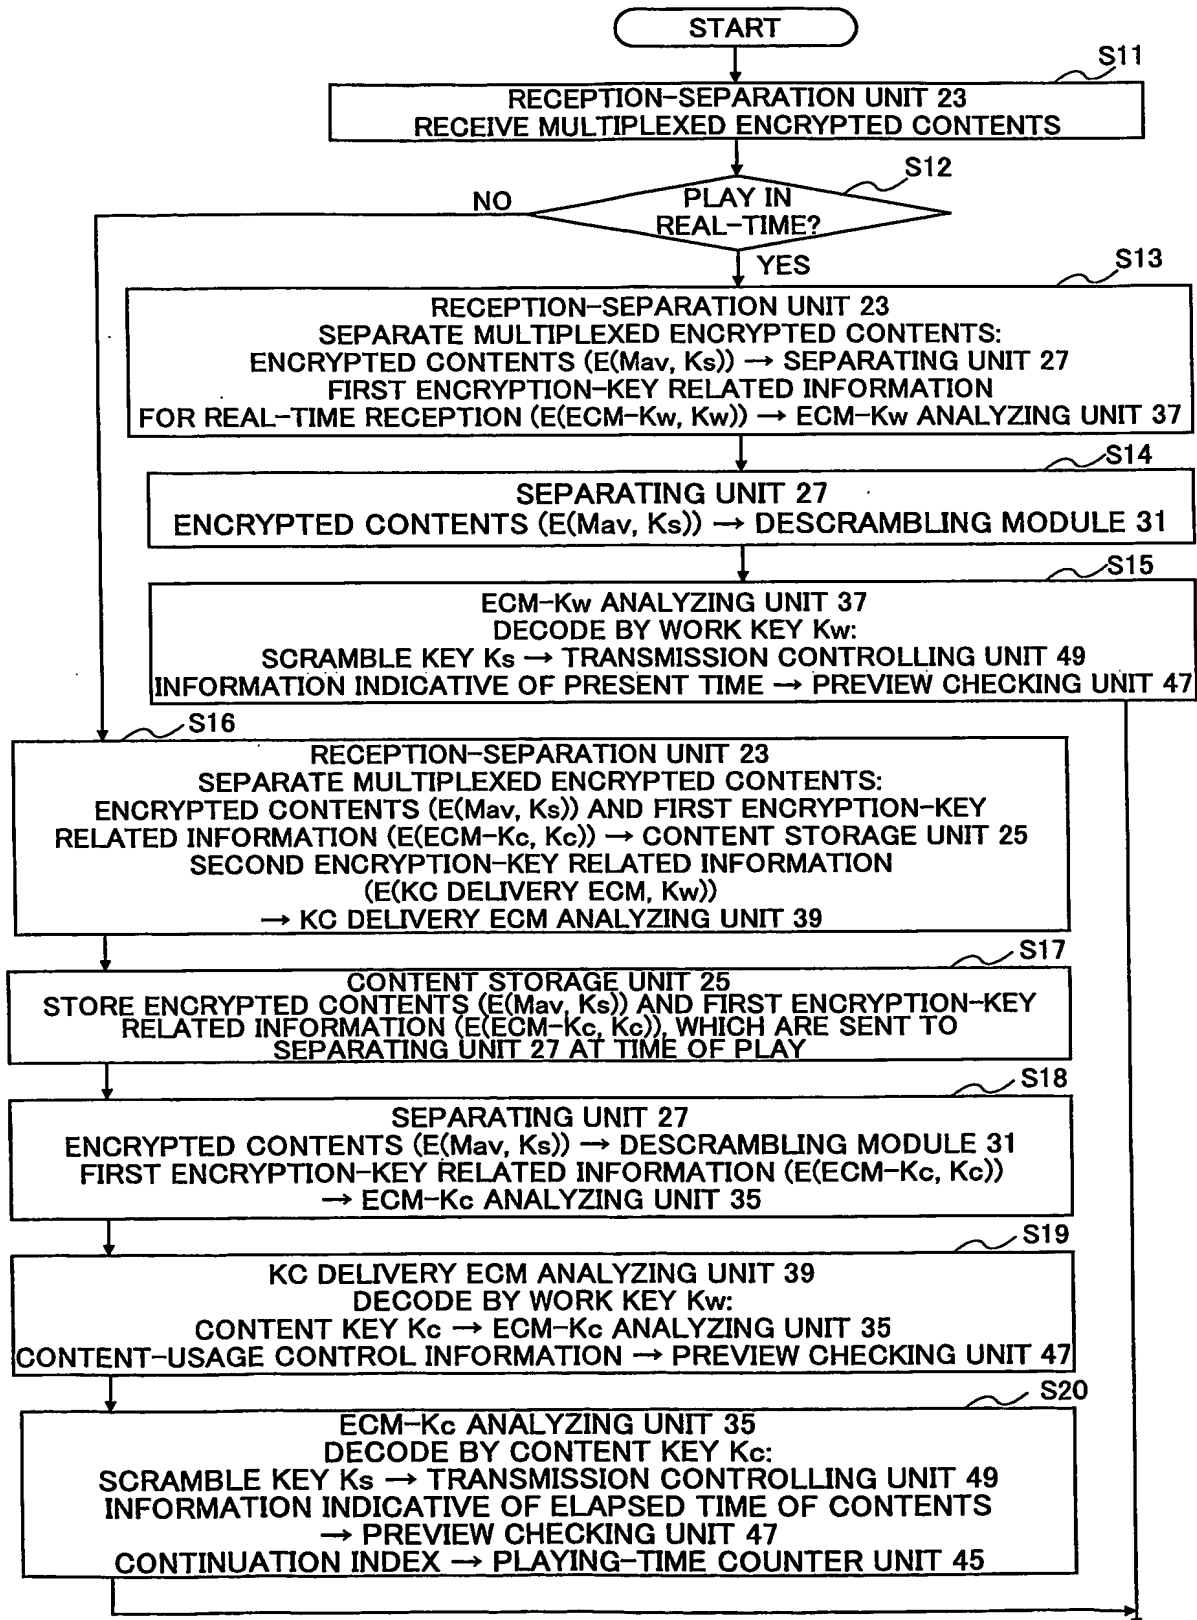 START
S11
RECEPTION-SEPARATION UNIT 23
RECEIVE MULTIPLEXED ENCRYPTED CONTENTS
S12
PLAY IN
REAL-TIME?
NO
YES
S13
RECEPTION-SEPARATION UNIT 23
SEPARATE MULTIPLEXED ENCRYPTED CONTENTS:
ENCRYPTED CONTENTS (E(Mav, Ks)) → SEPARATING UNIT 27
FIRST ENCRYPTION-KEY RELATED INFORMATION
FOR REAL-TIME RECEPTION (E(ECM-Kw, Kw)) → ECM-Kw ANALYZING UNIT 37
S14
SEPARATING UNIT 27
ENCRYPTED CONTENTS (E(Mav, Ks)) → DESCRAMBLING MODULE 31
S15
ECM-Kw ANALYZING UNIT 37
DECODE BY WORK KEY Kw:
SCRAMBLE KEY Ks → TRANSMISSION CONTROLLING UNIT 49
INFORMATION INDICATIVE OF PRESENT TIME → PREVIEW CHECKING UNIT 47
S16
RECEPTION-SEPARATION UNIT 23
SEPARATE MULTIPLEXED ENCRYPTED CONTENTS:
ENCRYPTED CONTENTS (E(Mav, Ks)) AND FIRST ENCRYPTION-KEY
RELATED INFORMATION (E(ECM-Kc, Kc)) → CONTENT STORAGE UNIT 25
SECOND ENCRYPTION-KEY RELATED INFORMATION
(E(KC DELIVERY ECM, Kw))
→ KC DELIVERY ECM ANALYZING UNIT 39
S17
CONTENT STORAGE UNIT 25
STORE ENCRYPTED CONTENTS (E(Mav, Ks)) AND FIRST ENCRYPTION-KEY
RELATED INFORMATION (E(ECM-Kc, Kc)), WHICH ARE SENT TO
SEPARATING UNIT 27 AT TIME OF PLAY
S18
SEPARATING UNIT 27
ENCRYPTED CONTENTS (E(Mav, Ks)) → DESCRAMBLING MODULE 31
FIRST ENCRYPTION-KEY RELATED INFORMATION (E(ECM-Kc, Kc))
→ ECM-Kc ANALYZING UNIT 35
S19
KC DELIVERY ECM ANALYZING UNIT 39
DECODE BY WORK KEY Kw:
CONTENT KEY Kc → ECM-Kc ANALYZING UNIT 35
CONTENT-USAGE CONTROL INFORMATION → PREVIEW CHECKING UNIT 47
S20
ECM-Kc ANALYZING UNIT 35
DECODE BY CONTENT KEY Kc:
SCRAMBLE KEY Ks → TRANSMISSION CONTROLLING UNIT 49
INFORMATION INDICATIVE OF ELAPSED TIME OF CONTENTS
→ PREVIEW CHECKING UNIT 47
CONTINUATION INDEX → PLAYING-TIME COUNTER UNIT 45